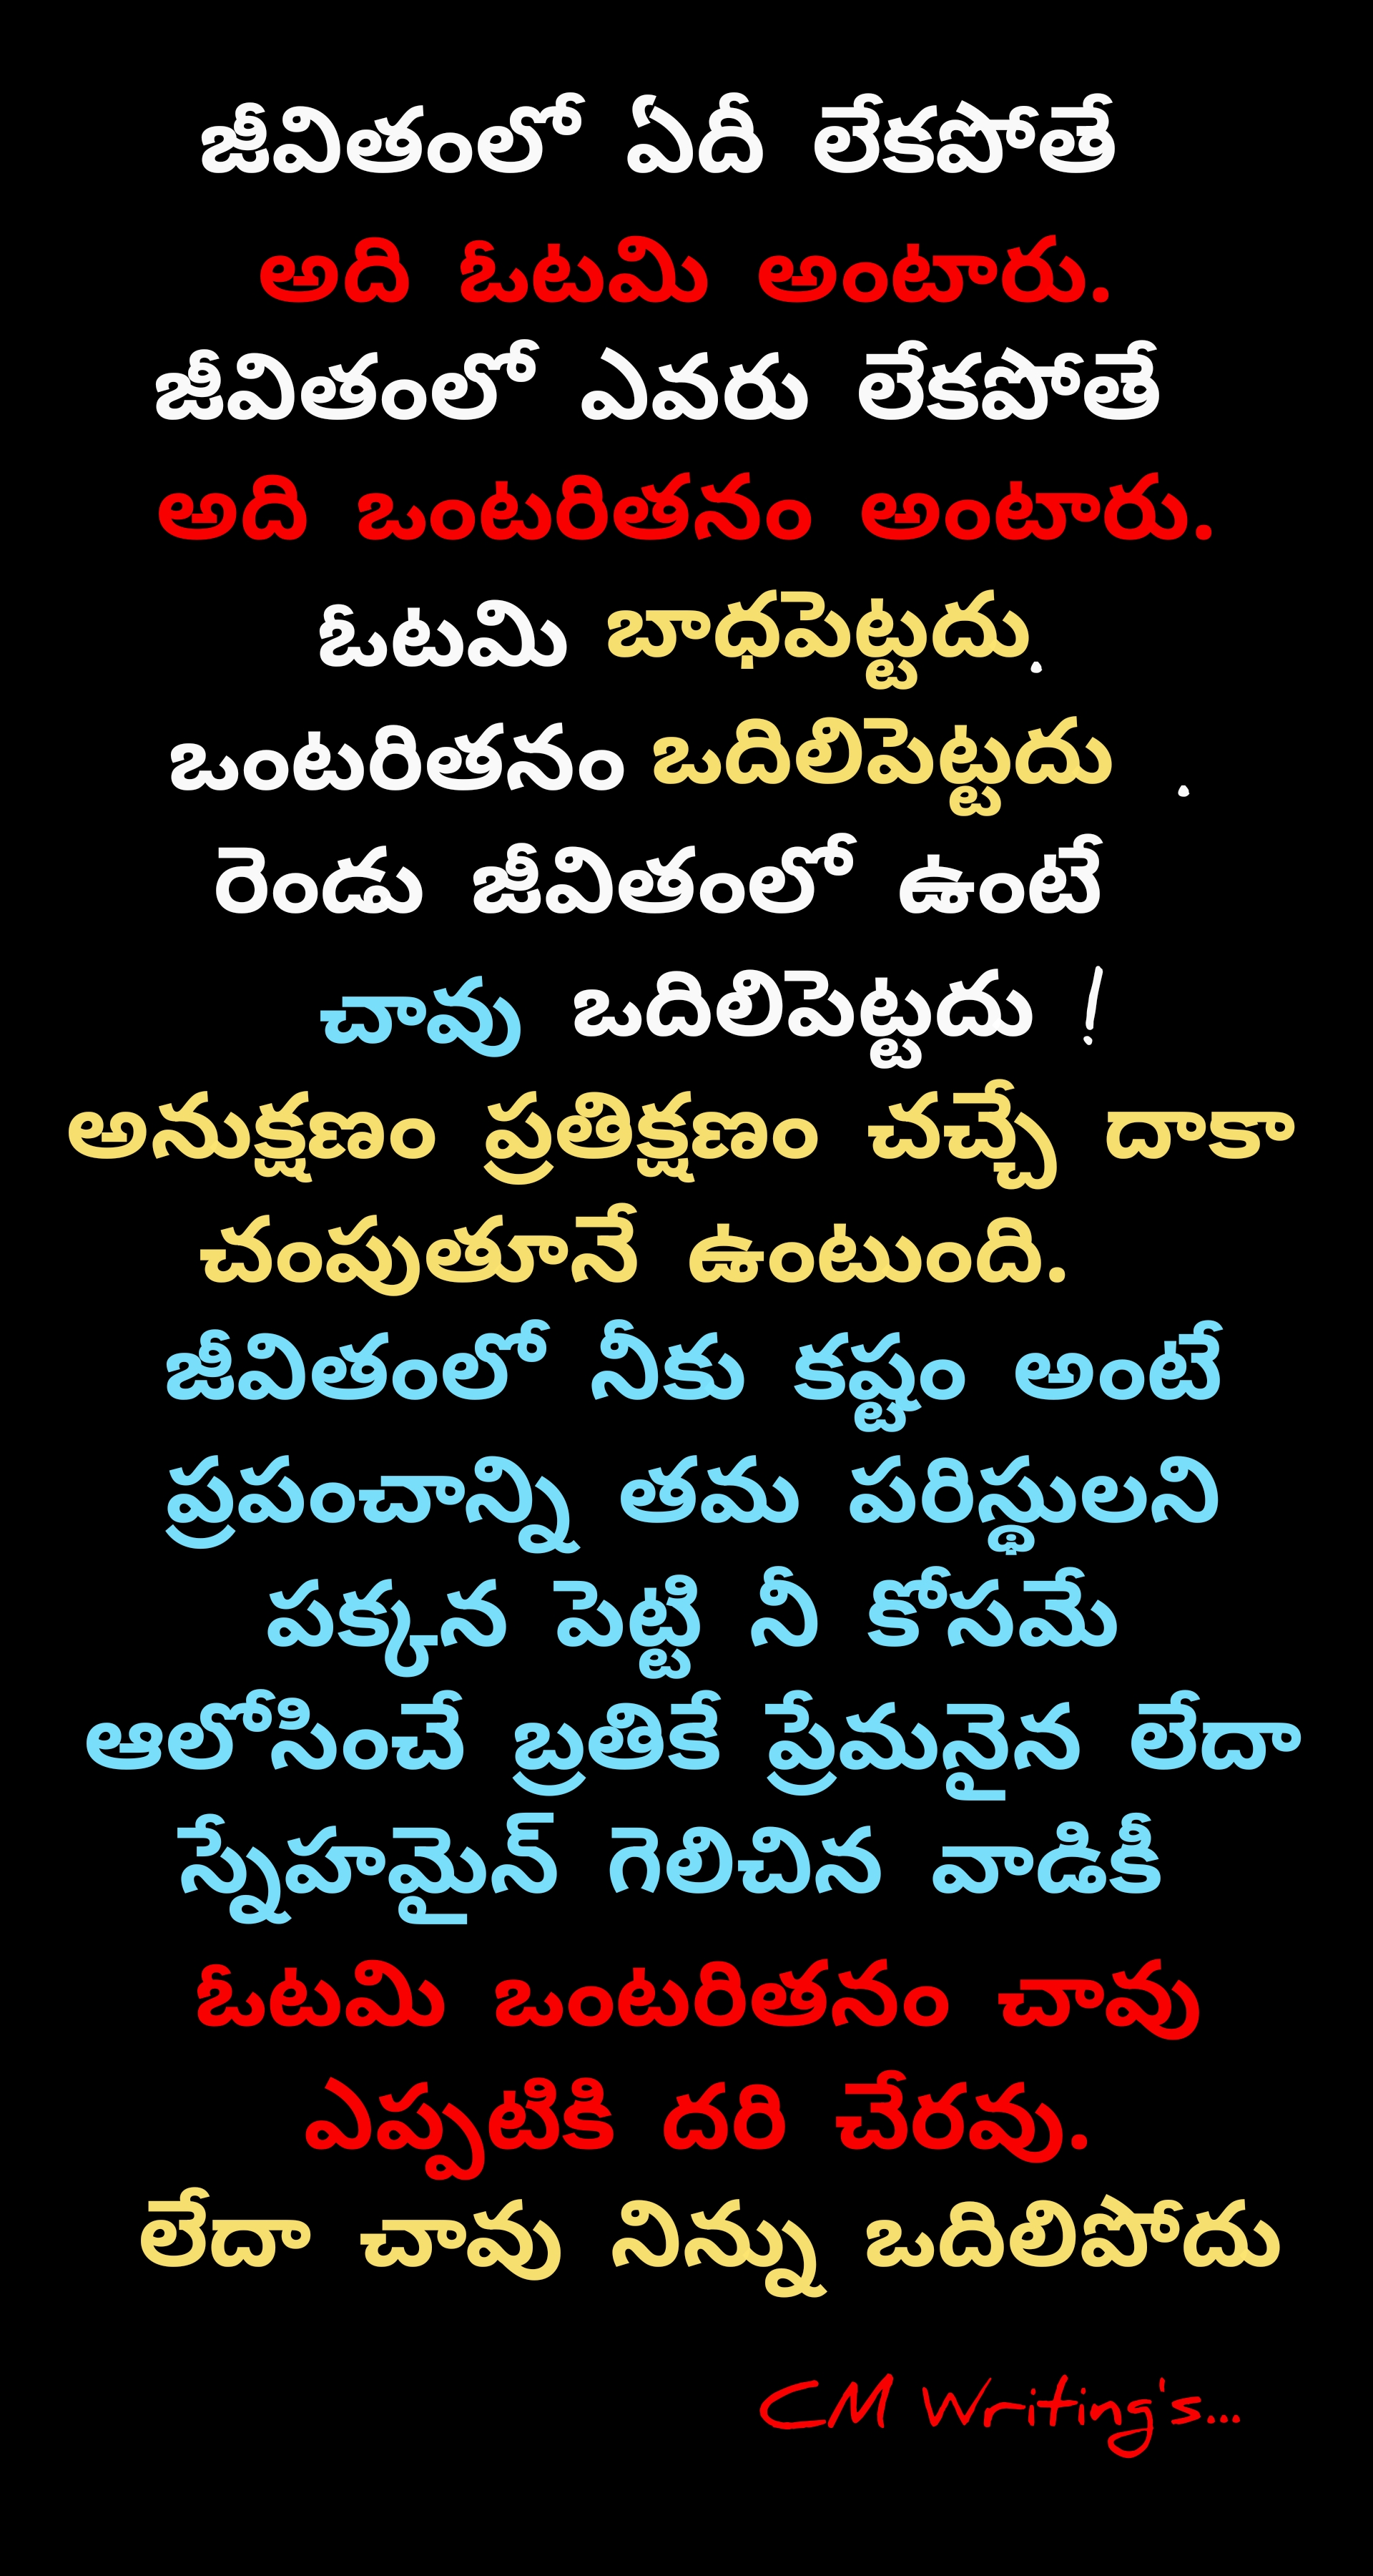 జీవితంలో ఏదీ లేకపోతే
అది ఓటమి అంటారు.
జీవితంలో ఎవరు లేకపోతే
అది ఒంటరితనం అంటారు.
ఓటమి బాధపెట్టదు.
ఒంటరితనం ఒదిలిపెట్టదు .
రెండు జీవితంలో ఉంటే
చావు ఒదిలిపెట్టదు !
అనుక్షణం ప్రతిక్షణం చచ్చే దాకా
చంపుతూనే ఉంటుంది.
జీవితంలో నీకు కష్టం అంటే
ప్రపంచాన్ని తమ పరిస్థులని
పక్కన పెట్టి నీ కోసమే
ఆలోసించే బ్రతికే ప్రేమనైన లేదా
స్నేహమైన్ గెలిచిన వాడికీ
ఓటమి ఒంటరితనం చావు
ఎప్పటికి దరి చేరవు.
లేదా చావు నిన్ను ఒదిలిపోదు
CM Writing's...